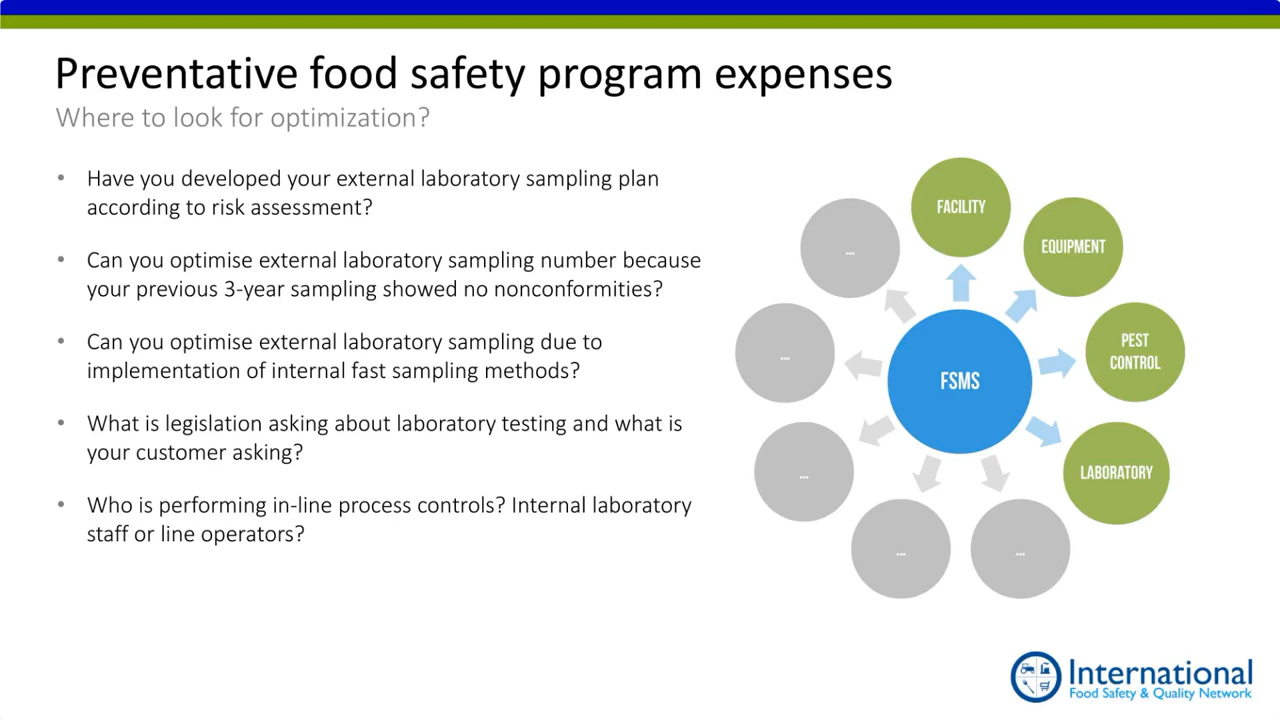 Preventative food safety program expenses
Where to look for optimization?
• Have you developed your external laboratory sampling plan
according to risk assessment?
• Can you optimise external laboratory sampling number because
your previous 3-year sampling showed no nonconformities?
• Can you optimise external laboratory sampling due to
implementation of internal fast sampling methods?
• What is legislation asking about laboratory testing and what is
your customer asking?
• Who is performing in-line process controls? Internal laboratory
staff or line operators?
FACILITY
EQUIPMENT
PEST
CONTROL
LABORATORY
...
...
...
...
...
FSMS
International
Food Safety & Quality Network